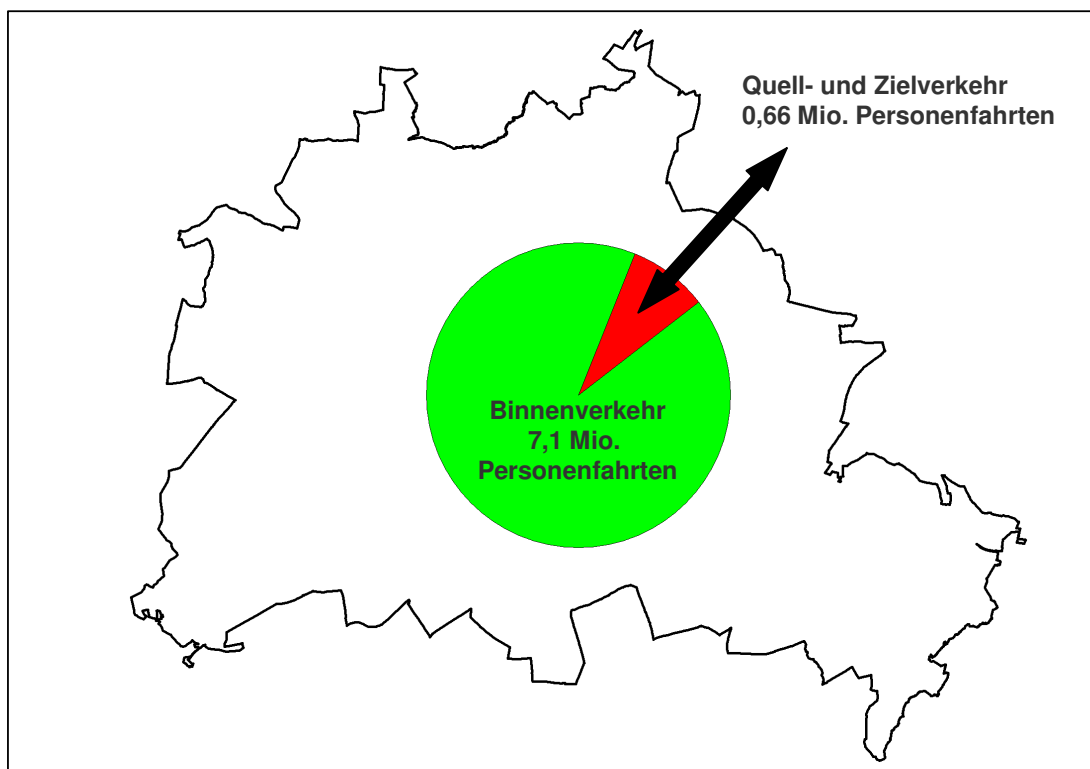 Quell- und Zielverkehr
0,66 Mio. Personenfahrten
Binnenverkehr
7,1 Mio.
Personenfahrten